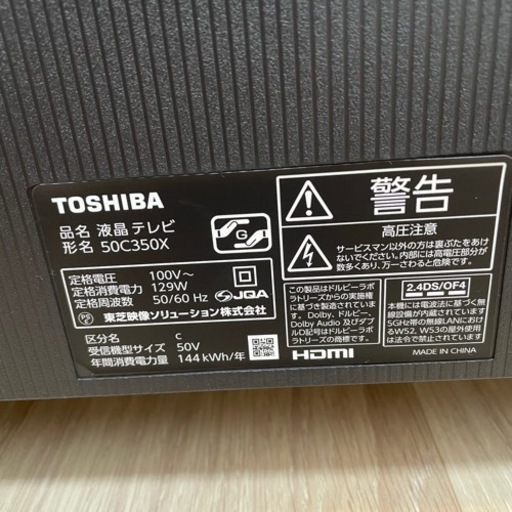 TOSHIBA
品名 液晶テレビ
形名 50C350X
G
定格電圧 100V~
定格消費電力 129W
定格周波数 50/60 Hz
JQA
PS
E
東芝映像ソリューション株式会社
区分名 C
受信機型サイズ 50V
年間消費電力量 144kWh/年
警告
高圧注意
サービスマン以外の方は裏ぶたをあけ
ないでください。内部には高電圧部分が
数多くあり、万一さわると危険です。
この製品はドルビーラボ
ラトリーズからの実施権
に基づき製造されていま
す。Dolby、ドルビー、
Dolby Audio 及びダブル
D記号はドルビーラボ
ラトリーズの商標です。
HDMI
2.4DS/OF4
本機には電波法に基づく無
線設備が内蔵されています。
5GHz帯の無線LANにおけ
るW52、W53の屋外使用は
法令で禁止されています。
MADE IN CHINA